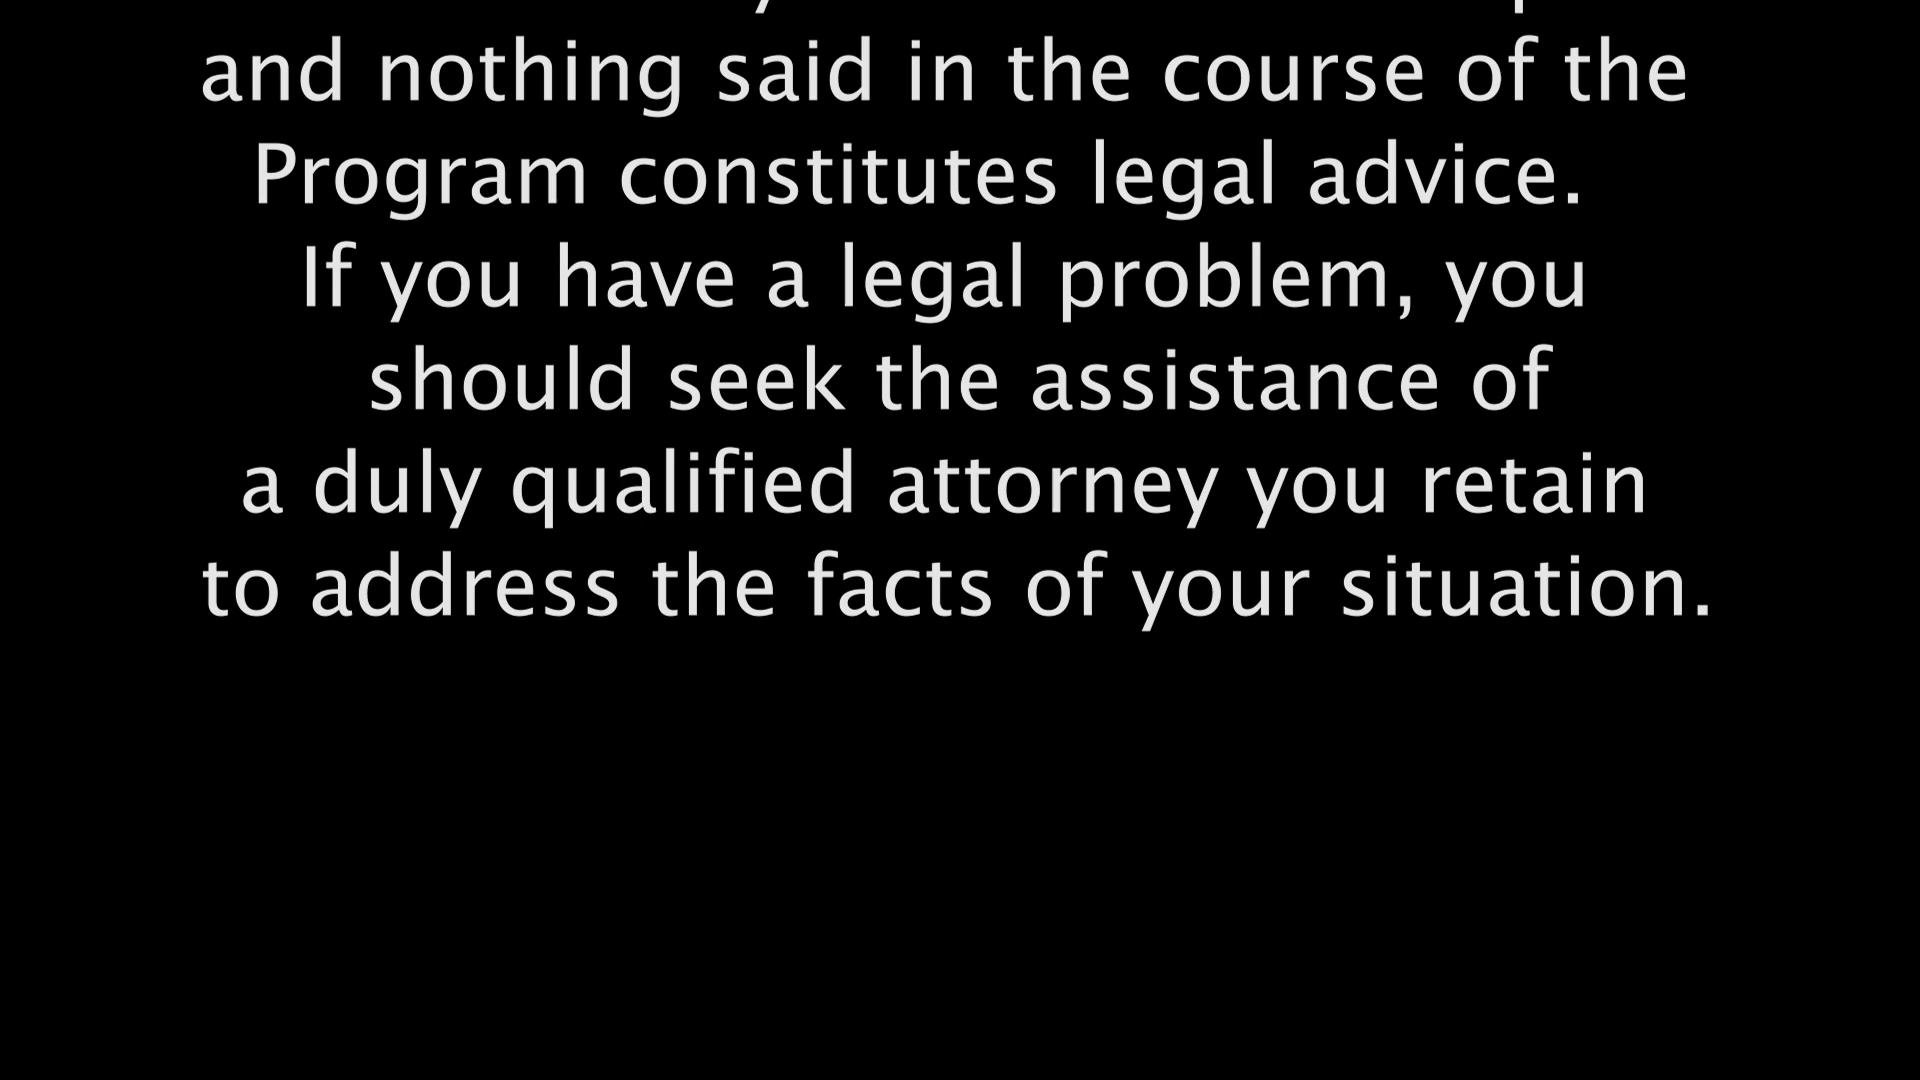 and nothing said in the course of the
Program constitutes legal advice.
If you have a legal problem, you
should seek the assistance of
a duly qualified attorney you retain
to address the facts of your situation.